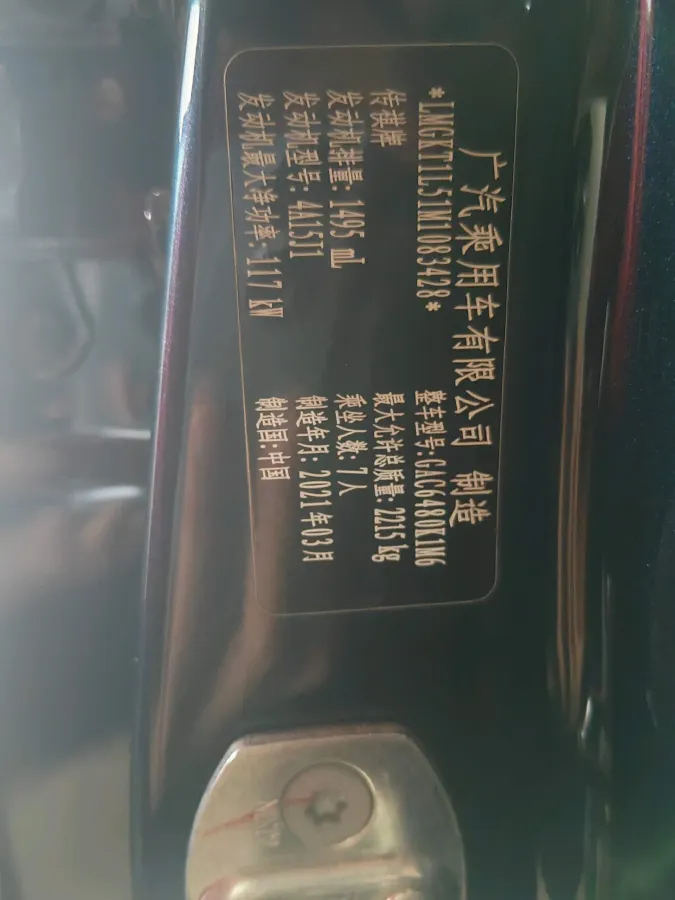 广汽乘用车有限公司 制造
*LMGKT1L51M1083428* 整车型号:GAC6480K1M6
传祺牌 最大允许总质量: 2215 kg
发动机排量: 1495 mL 乘坐人数: 7人
发动机型号: 4A15J1 制造年月: 2021年03月
发动机最大净功率: 117 kW 制造国:中国